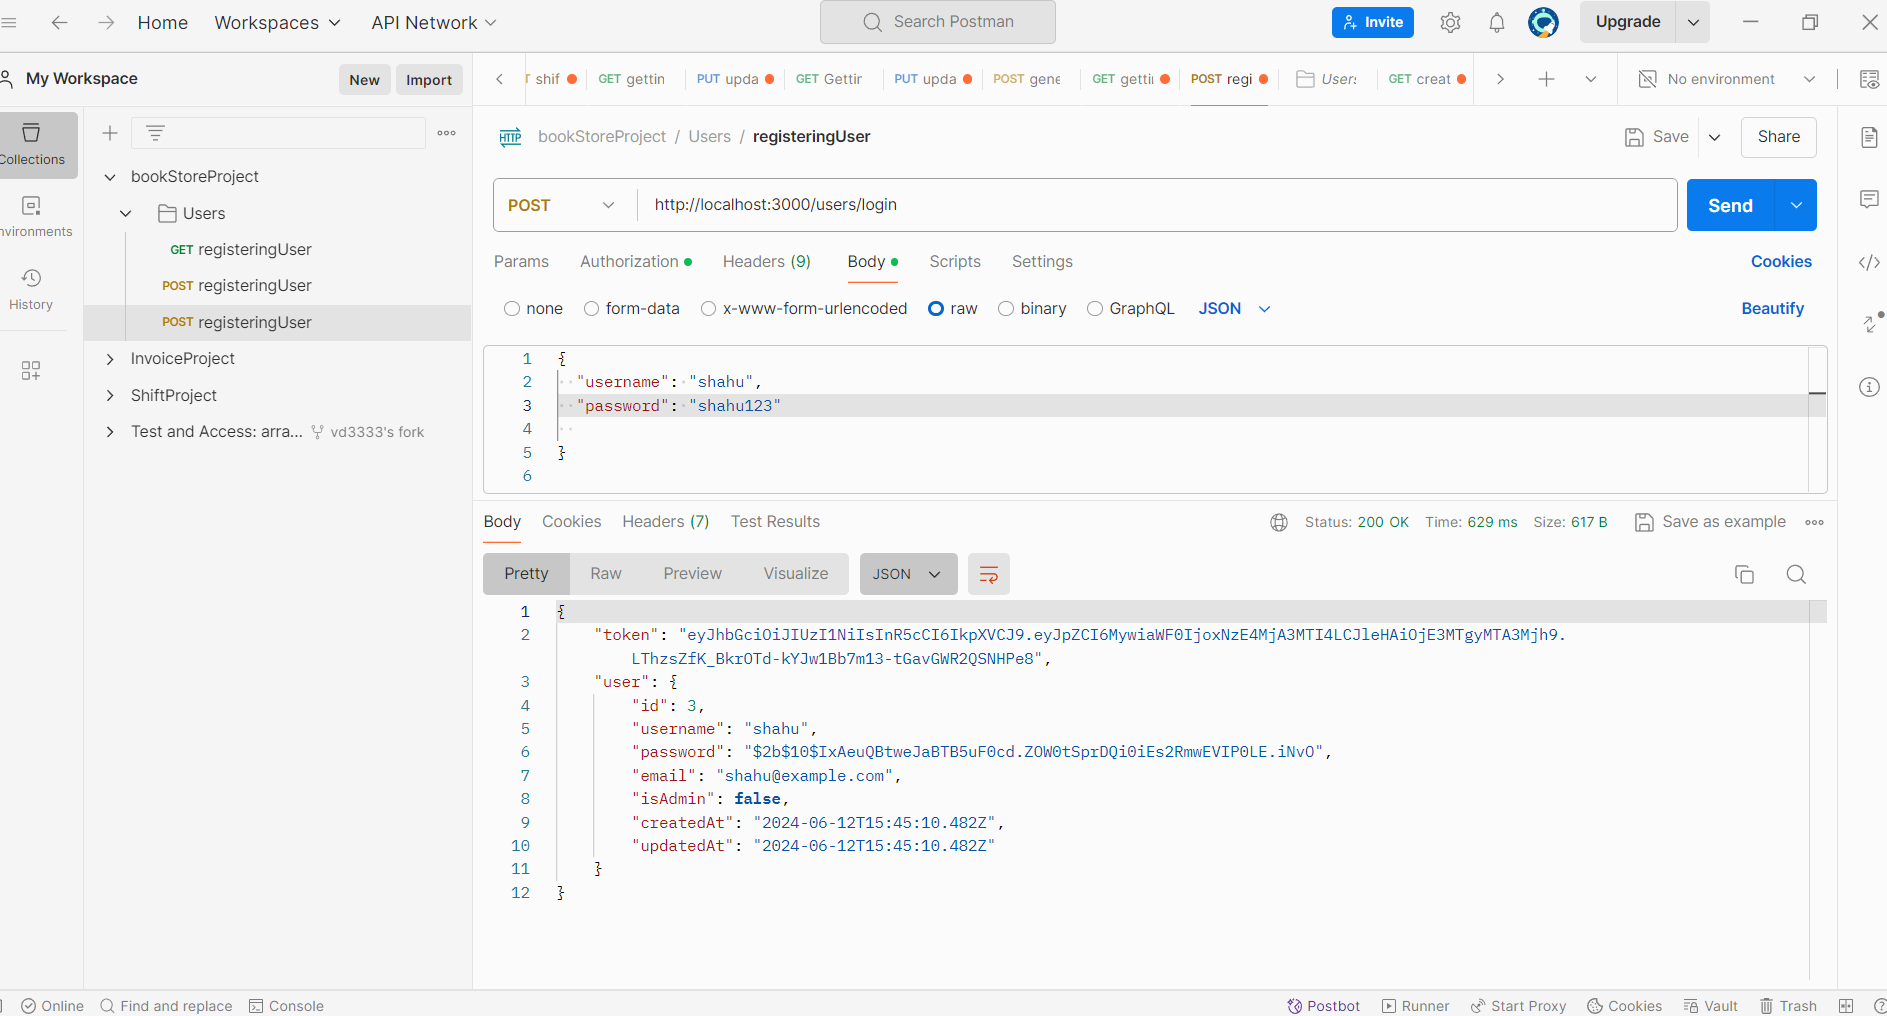 Home Workspaces API Network Search Postman Invite Upgrade
My Workspace New Import shif GET gettin PUT upda GET Gettir PUT upda POST gene GET gettii POST regi Users GET creat No environment
Collections
bookStoreProject / Users / registeringUser Save Share
bookStoreProject
Users
POST http://localhost:3000/users/login Send
nvironments
GET registeringUser
Params Authorization Headers (9) Body Scripts Settings Cookies
POST registeringUser
History
none form-data x-www-form-urlencoded raw binary GraphQL JSON Beautify
POST registeringUser
InvoiceProject
ShiftProject
Test and Access: arra... vd3333's fork
1 {
2 "username": "shahu",
3 "password": "shahu123"
4
5 }
6
Body Cookies Headers (7) Test Results Status: 200 OK Time: 629 ms Size: 617 B Save as example
Pretty Raw Preview Visualize JSON
1 {
2 "token": "eyJhbGciOiJIUzI1NiIsInR5cCI6IkpXVCJ9.eyJpZCI6MywiaWF0IjoxNzE4MjA3MTI4LCJleHAiOjE3MTgyMTA3Mjh9.
LThzsZfK_BkrOTd-kYJw1Bb7m13-tGavGWR2QSNHPe8",
3 "user": {
4 "id": 3,
5 "username": "shahu",
6 "password": "$2b$10$IxAeuQBtweJaBTB5uF0cd.ZOW0tSprDQi0iEs2RmwEVIP0LE.iNvO",
7 "email": "shahu@example.com",
8 "isAdmin": false,
9 "createdAt": "2024-06-12T15:45:10.482Z",
10 "updatedAt": "2024-06-12T15:45:10.482Z"
11 }
12 }
Online Find and replace Console Postbot Runner Start Proxy Cookies Vault Trash